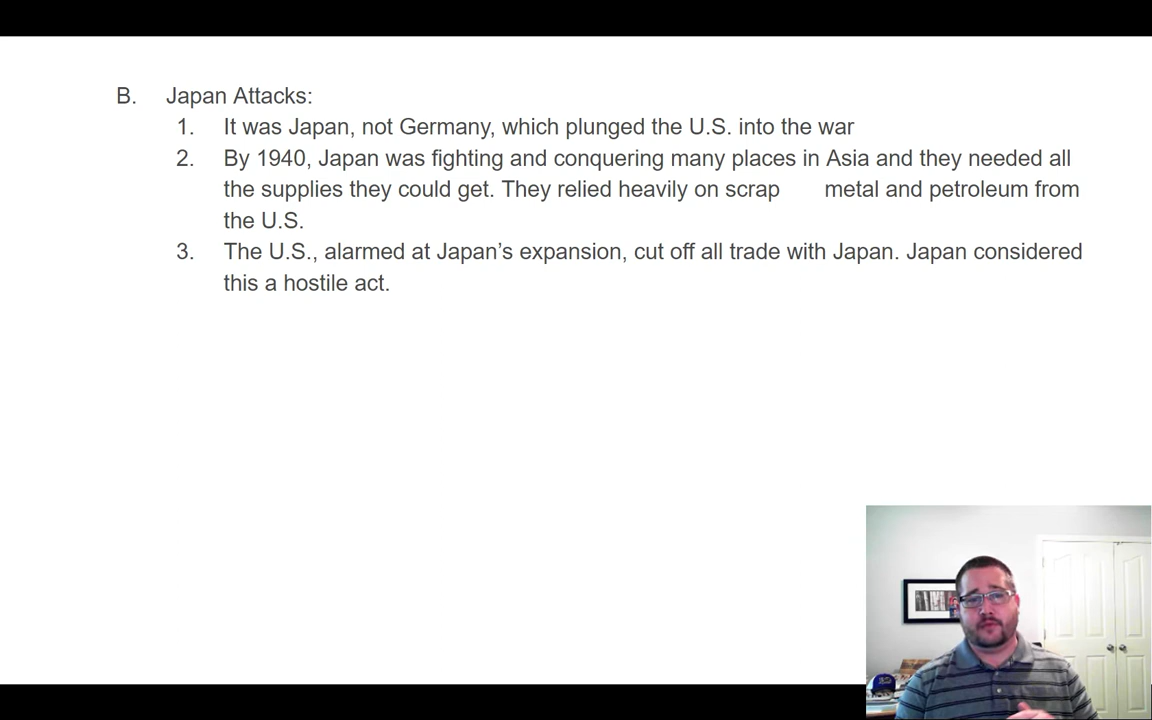 B. Japan Attacks:
1. It was Japan, not Germany, which plunged the U.S. into the war
2. By 1940, Japan was fighting and conquering many places in Asia and they needed all
the supplies they could get. They relied heavily on scrap metal and petroleum from
the U.S.
3. The U.S., alarmed at Japan’s expansion, cut off all trade with Japan. Japan considered
this a hostile act.